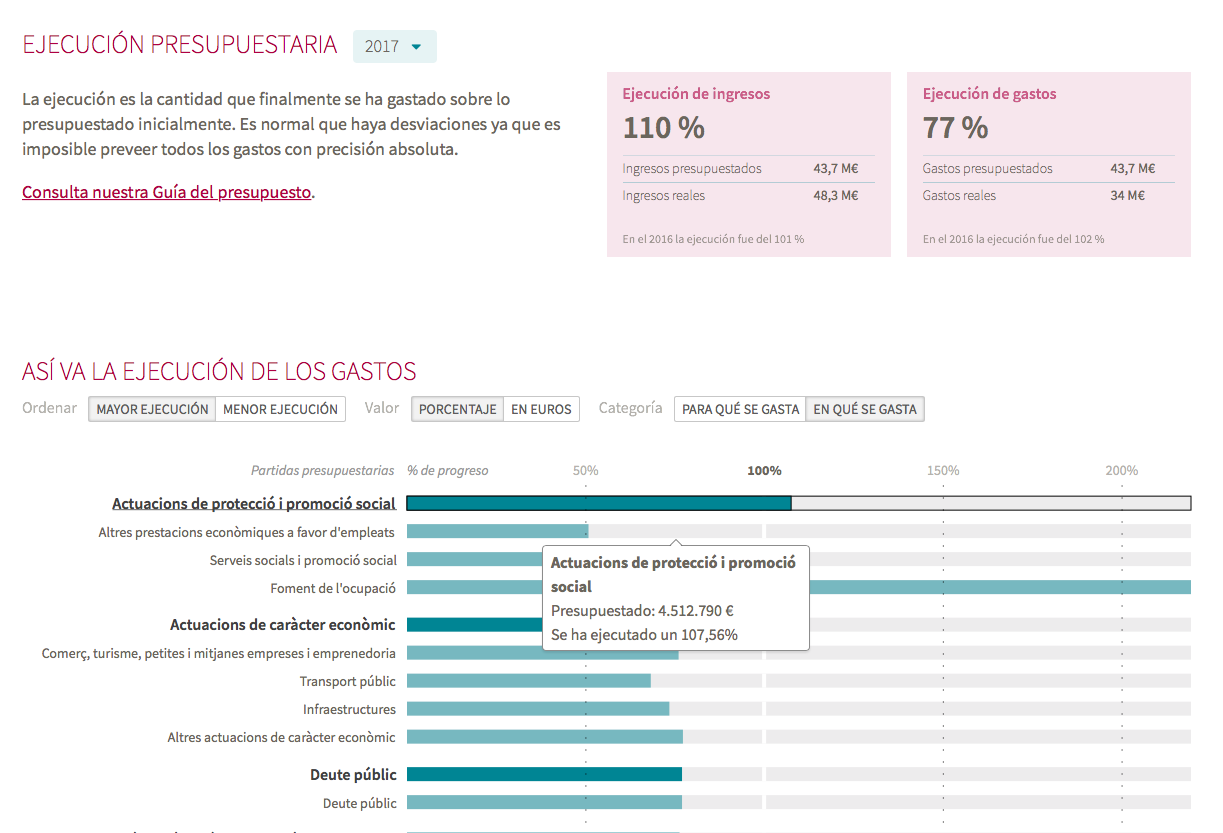 EJECUCIÓN PRESUPUESTARIA 2017
La ejecución es la cantidad que finalmente se ha gastado sobre lo
presupuestado inicialmente. Es normal que haya desviaciones ya que es
imposible preveer todos los gastos con precisión absoluta.
Consulta nuestra Guía del presupuesto.
Ejecución de ingresos
110 %
Ingresos presupuestados 43,7 M€
Ingresos reales 48,3 M€
En el 2016 la ejecución fue del 101 %
Ejecución de gastos
77 %
Gastos presupuestados 43,7 M€
Gastos reales 34 M€
En el 2016 la ejecución fue del 102 %
ASÍ VA LA EJECUCIÓN DE LOS GASTOS
Ordenar MAYOR EJECUCIÓN MENOR EJECUCIÓN Valor PORCENTAJE EN EUROS Categoría PARA QUÉ SE GASTA EN QUÉ SE GASTA
Partidas presupuestarias % de progreso 50% 100% 150% 200%
Actuacions de protecció i promoció social
Altres prestacions econòmiques a favor d'empleats
Serveis socials i promoció social
Foment de l'ocupació
Actuacions de protecció i promoció
social
Presupuestado: 4.512.790 €
Se ha ejecutado un 107,56%
Actuacions de caràcter econòmic
Comerç, turisme, petites i mitjanes empreses i emprenedoria
Transport públic
Infraestructures
Altres actuacions de caràcter econòmic
Deute públic
Deute públic